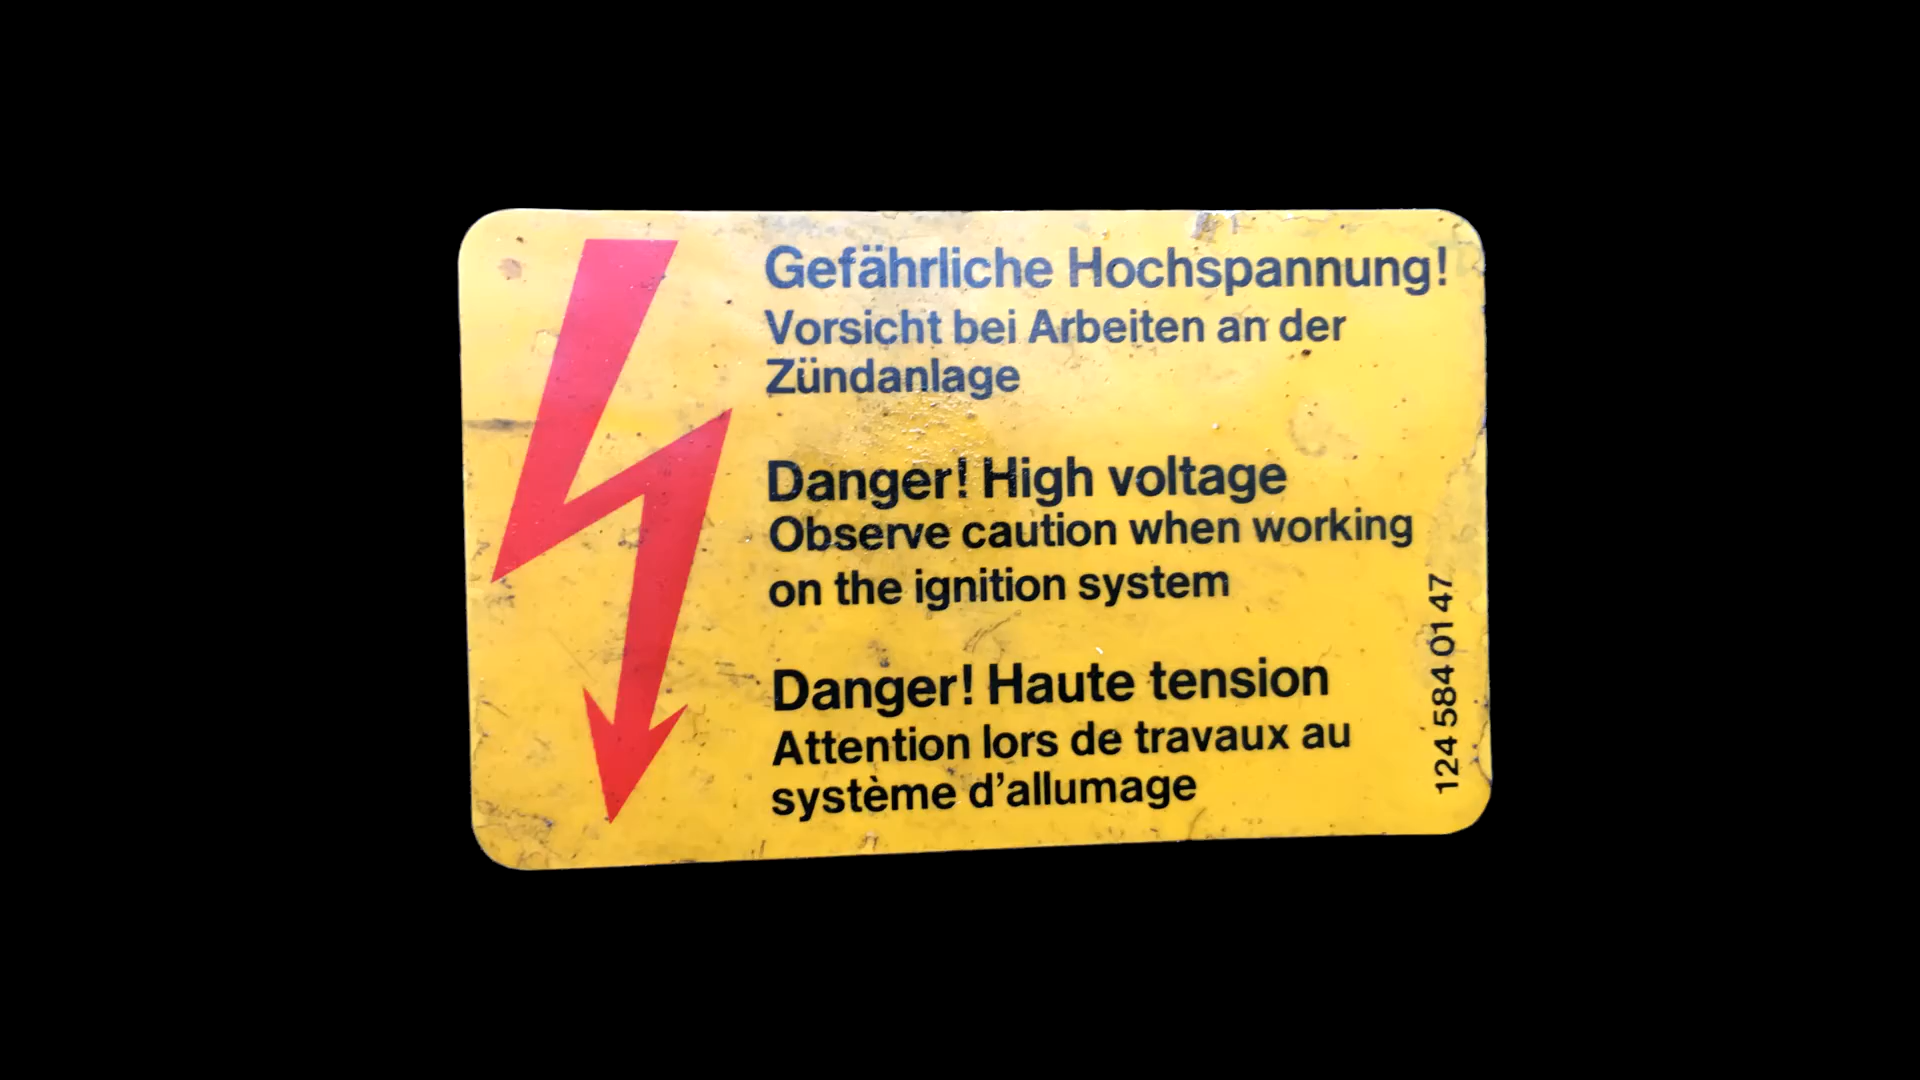 Gefährliche Hochspannung!
Vorsicht bei Arbeiten an der
Zündanlage
Danger! High voltage
Observe caution when working
on the ignition system
Danger! Haute tension
Attention lors de travaux au
système d'allumage
124 584 01 47